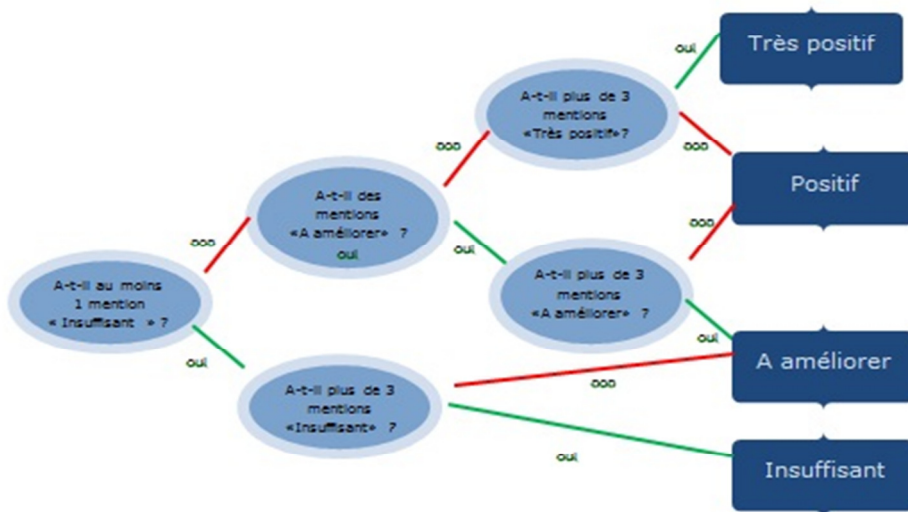 oui
Très positif
A-t-il plus de 3
mentions
«Très positif»?
non
non
Positif
A-t-il des
mentions
«A améliorer» ?
oui
oui
non
non
A-t-il plus de 3
mentions
«A améliorer» ?
A-t-il au moins
1 mention
« Insuffisant » ?
oui
A améliorer
oui
A-t-il plus de 3
mentions
«Insuffisant» ?
non
Insuffisant
oui